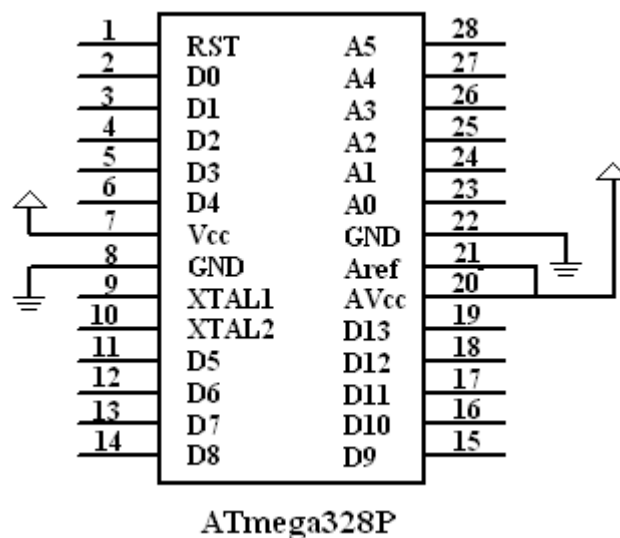 1 RST A5 28
2 D0 A4 27
3 D1 A3 26
4 D2 A2 25
5 D3 A1 24
6 D4 A0 23
7 Vcc GND 22
8 GND Aref 21
9 XTAL1 AVcc 20
10 XTAL2 D13 19
11 D5 D12 18
12 D6 D11 17
13 D7 D10 16
14 D8 D9 15
ATmega328P